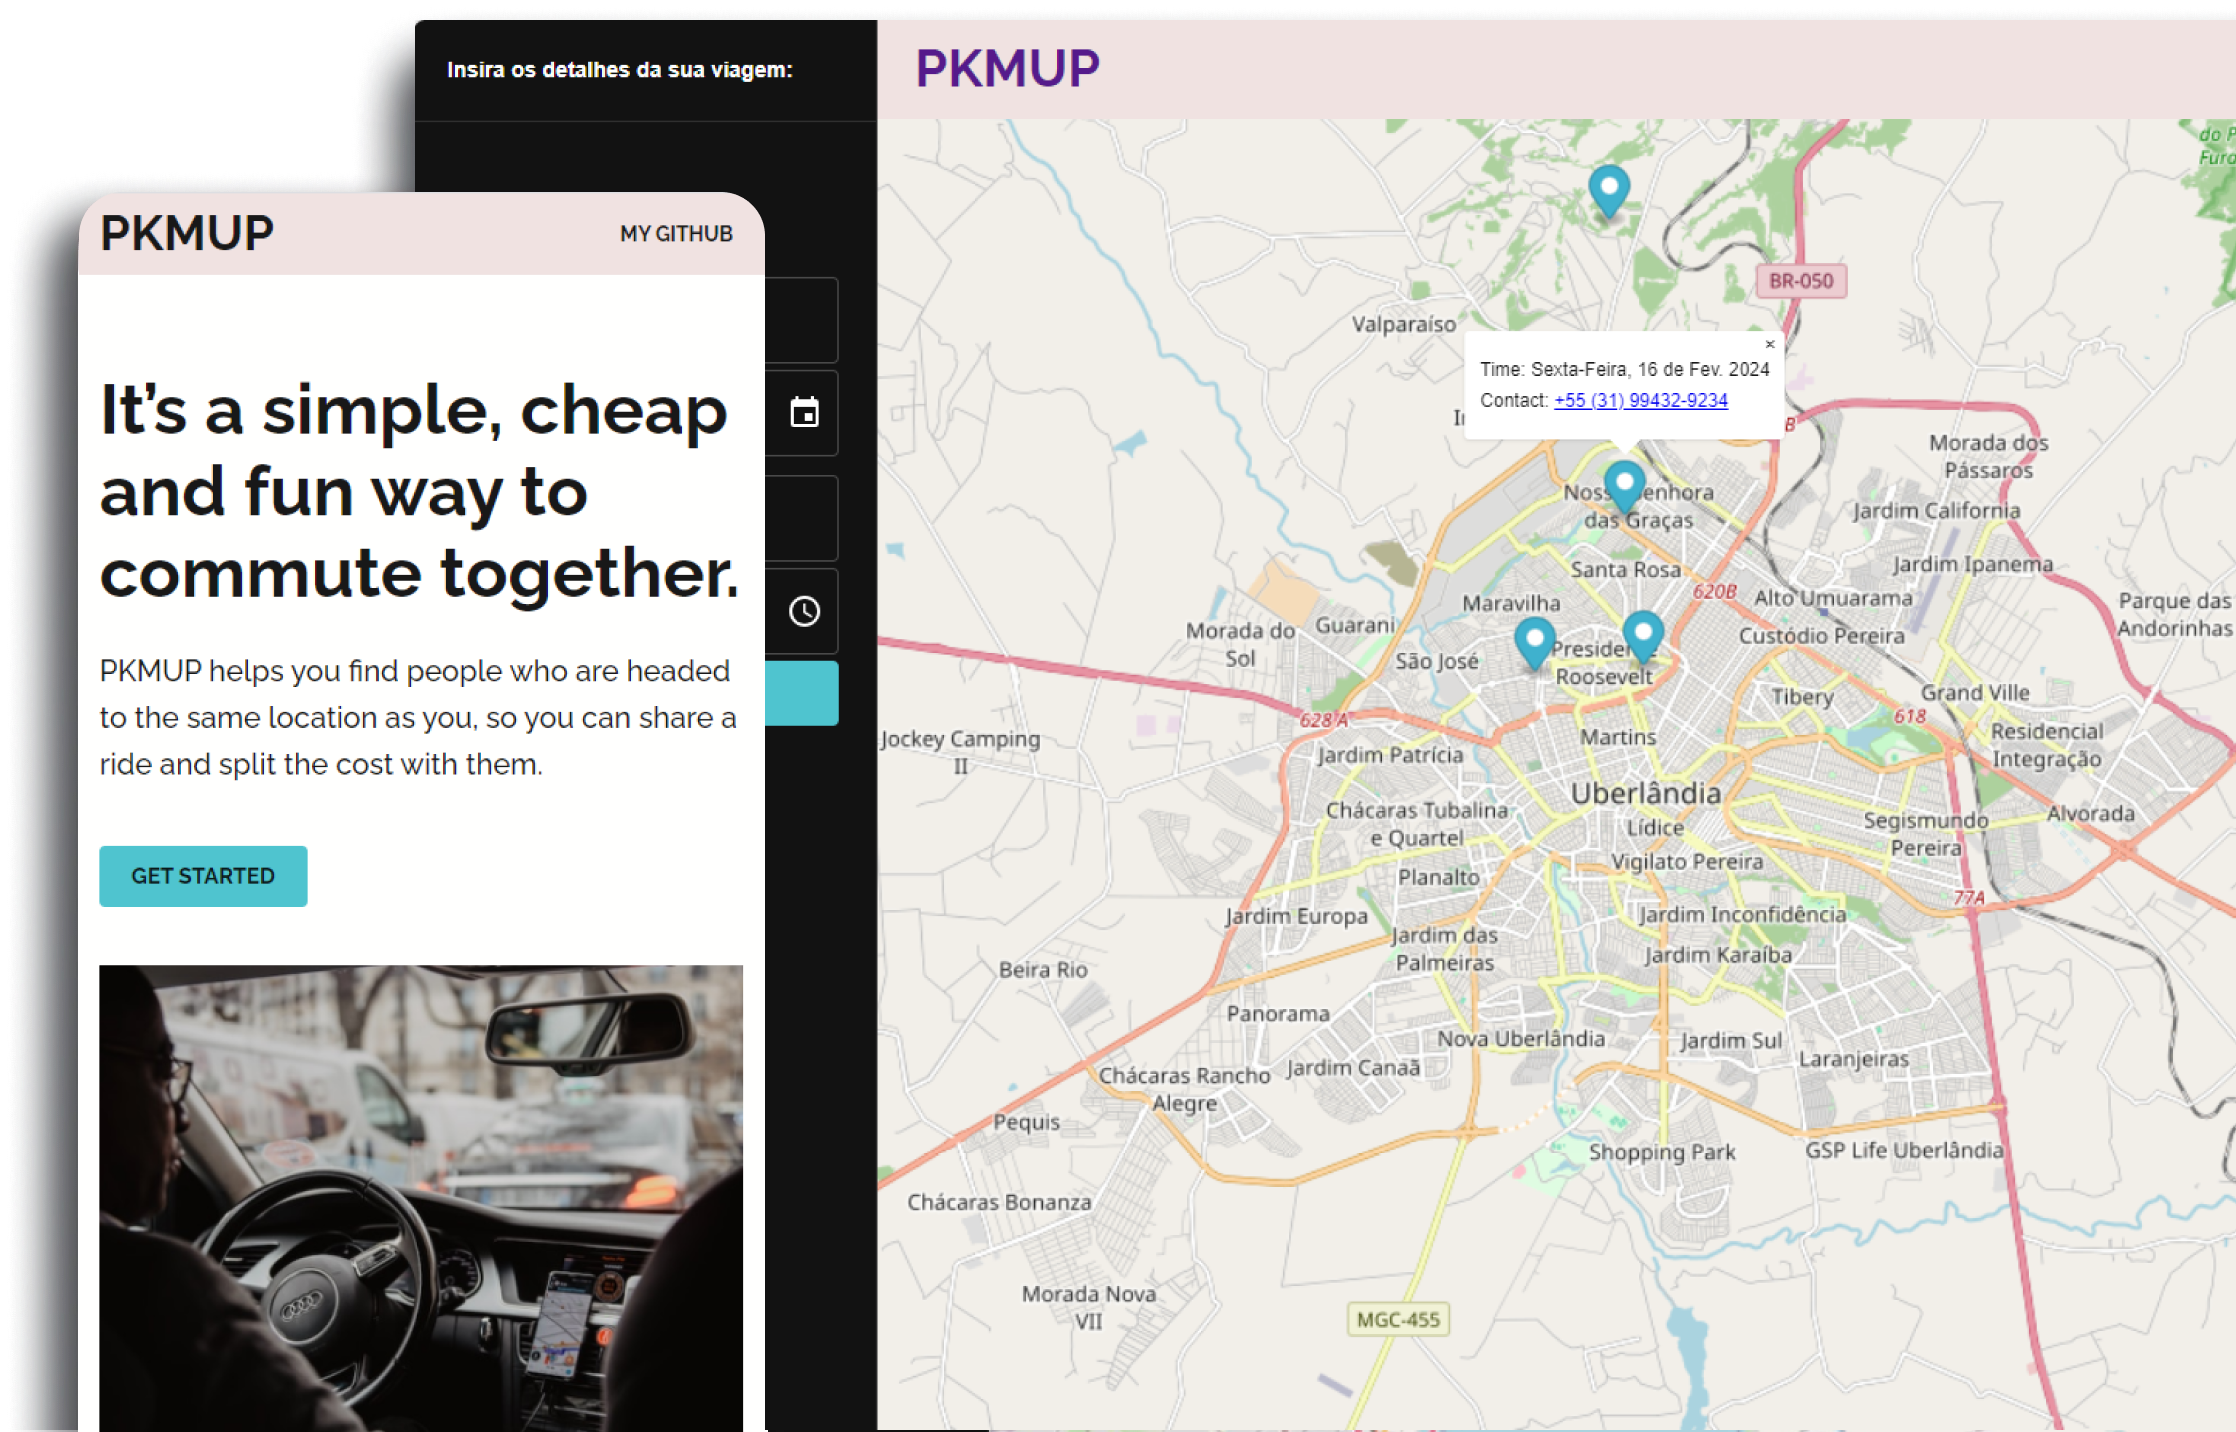 Insira os detalhes da sua viagem:
PKMUP
PKMUP
MY GITHUB
It’s a simple, cheap
and fun way to
commute together.
PKMUP helps you find people who are headed
to the same location as you, so you can share a
ride and split the cost with them.
GET STARTED
BR-050
Valparaíso
Time: Sexta-Feira, 16 de Fev. 2024
Contact: +55 (31) 99432-9234
Morada dos
Pássaros
das Graças
Jardim California
Santa Rosa
Jardim Ipanema
620B
Alto Umuarama
Maravilha
Parque das
Andorinhas
Morada do
Sol
Guarani
Custódio Pereira
São José
Roosevelt
Tibery
Grand Ville
628 A
618
Residencial
Integração
Jockey Camping
II
Jardim Patrícia
Martins
Uberlândia
Chácaras Tubalina
e Quartel
Lídice
Segismundo
Pereira
Alvorada
Vigilato Pereira
Planalto
77A
Jardim Europa
Jardim Inconfidência
Jardim das
Palmeiras
Jardim Karaíba
Beira Rio
Panorama
Nova Uberlândia
Jardim Sul
Laranjeiras
Chácaras Rancho
Alegre
Jardim Canaã
Pequis
Shopping Park
GSP Life Uberlândia
Chácaras Bonanza
Morada Nova
VII
MGC-455